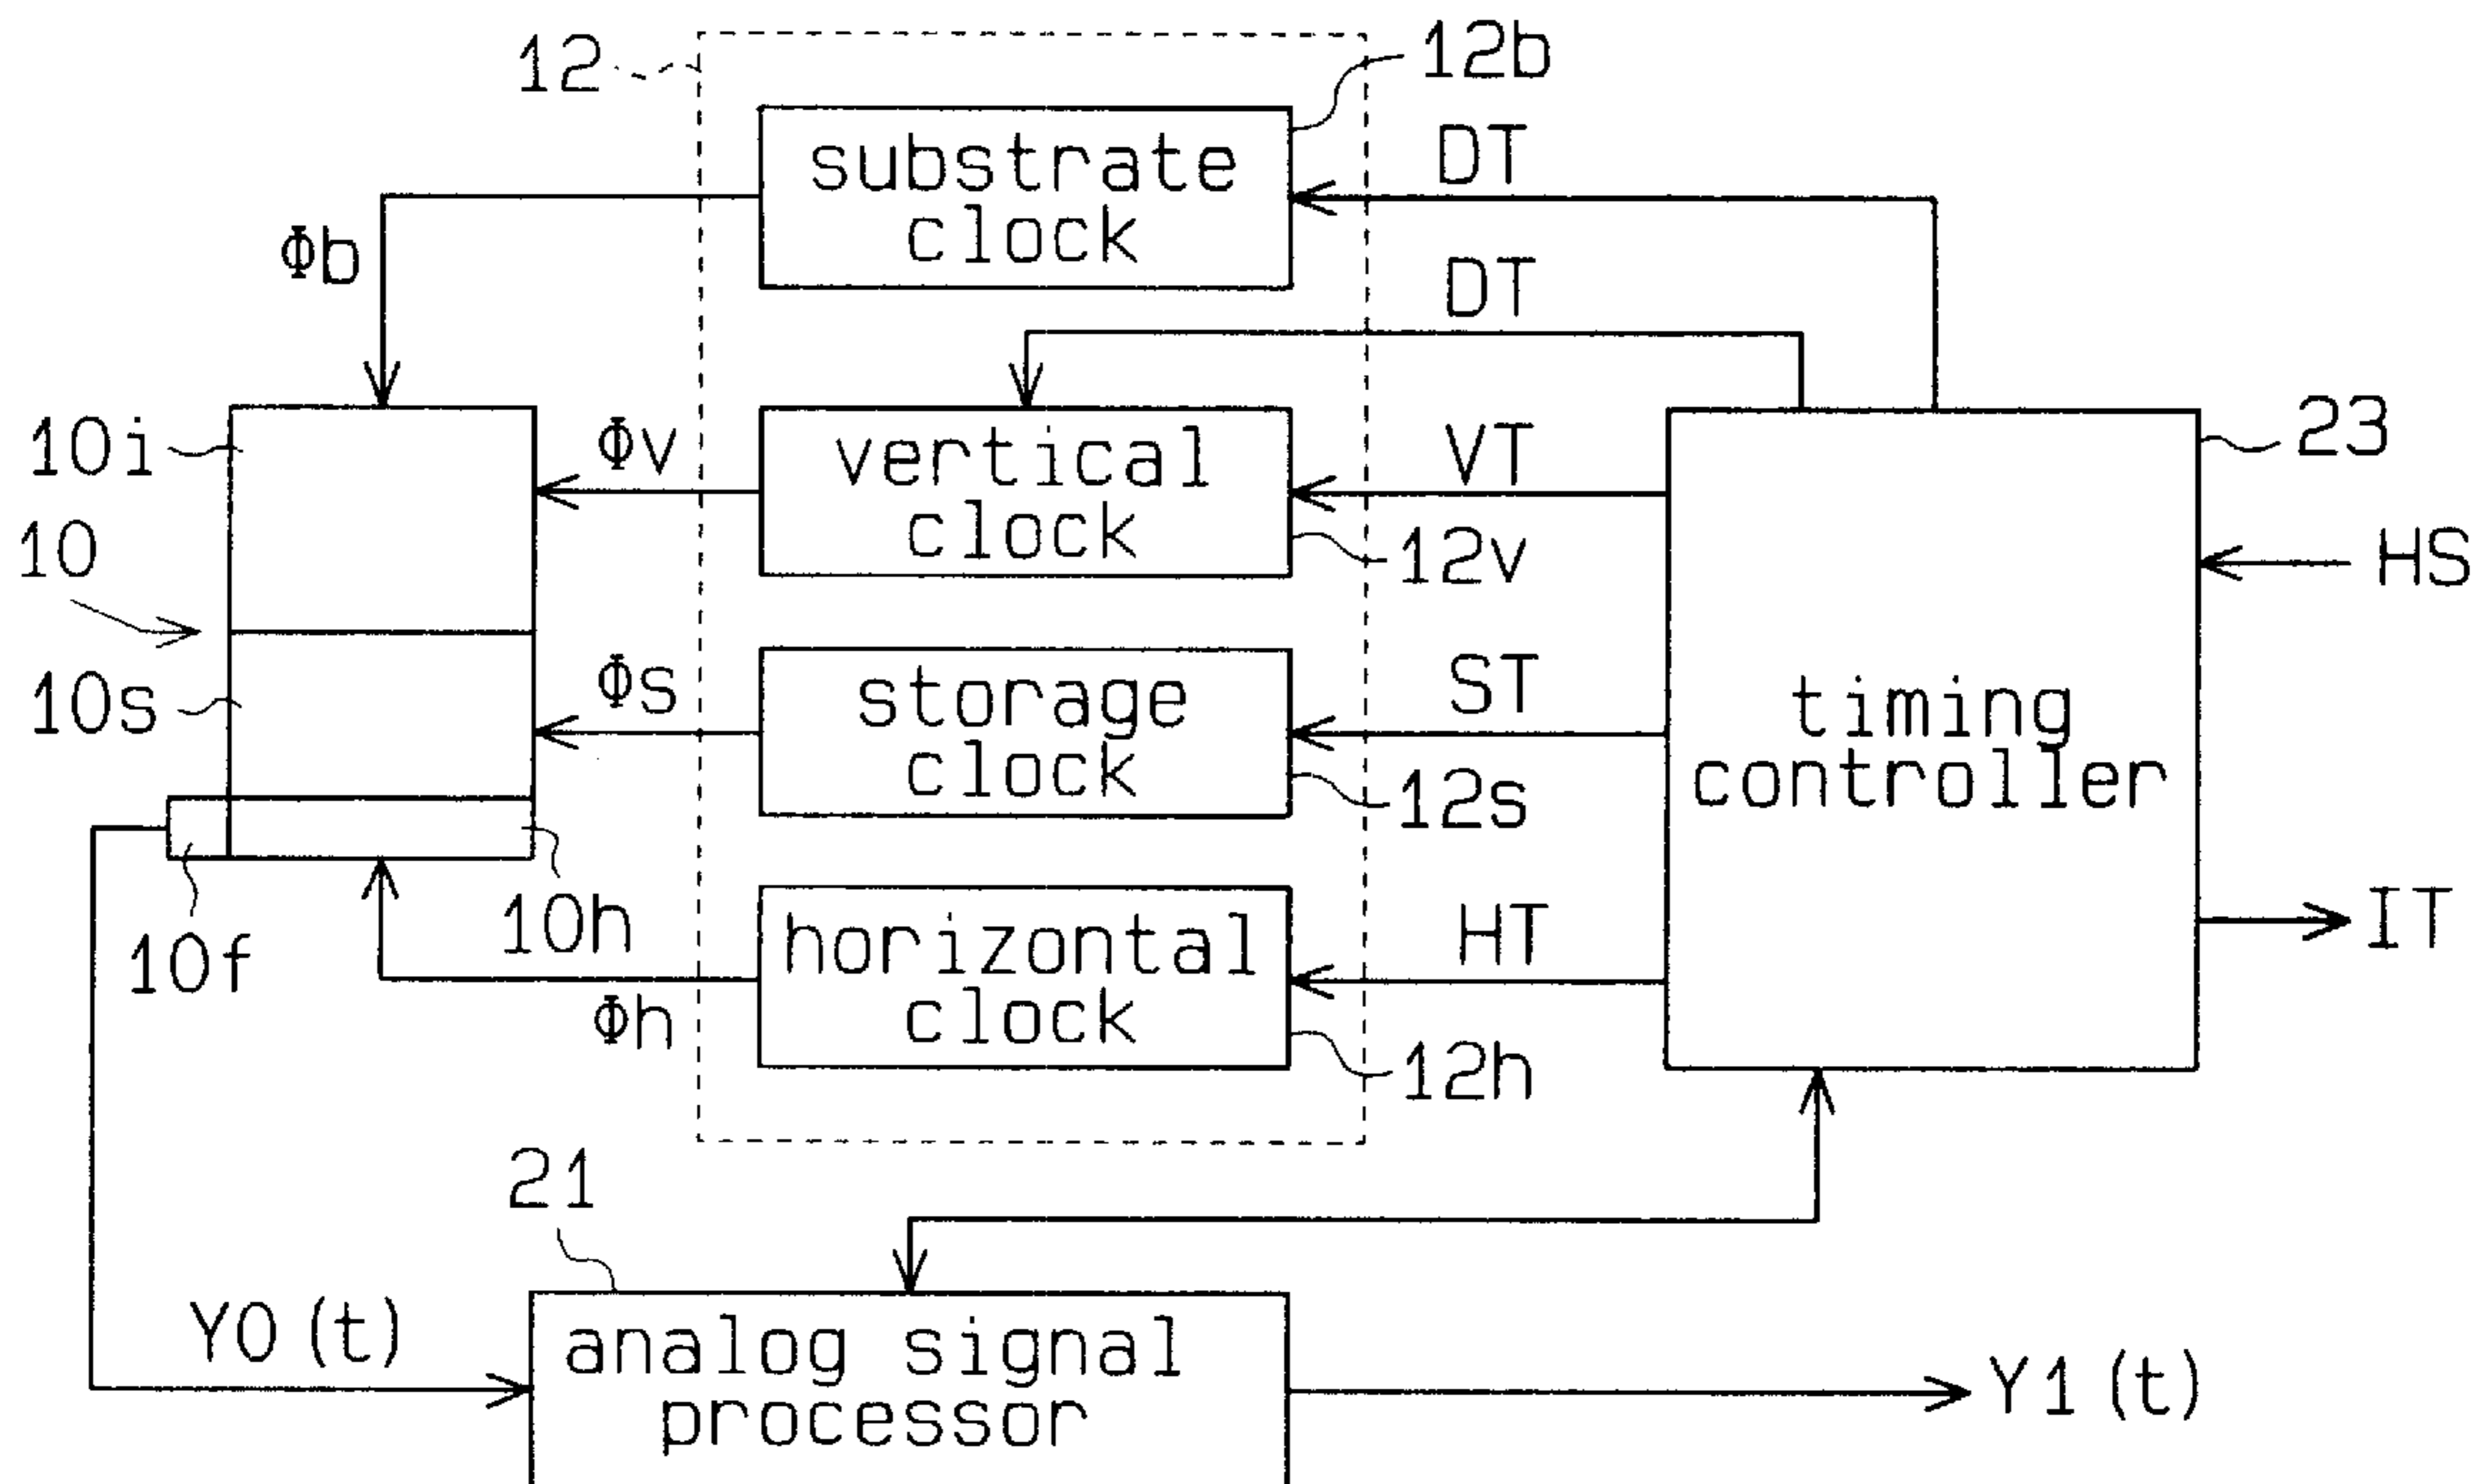 12
12b
substrate
clock
DT
Φb
DT
10i
Φv
vertical
clock
VT
23
10
12v
HS
10s
Φs
storage
clock
ST
timing
controller
12s
10f
10h
horizontal
clock
HT
IT
Φh
12h
21
Y0(t)
analog signal
processor
Y1(t)